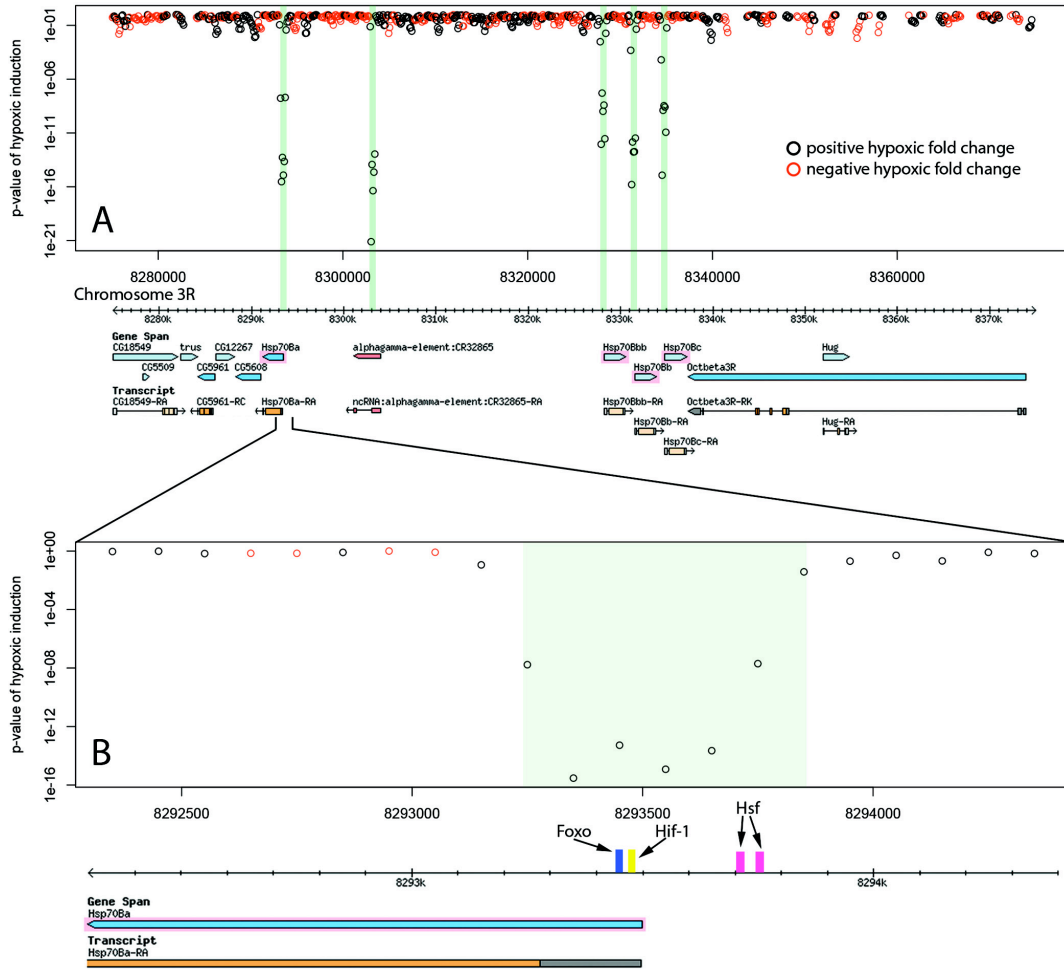 1e-01
1e-06
1e-11
1e-16
1e-21
p-value of hypoxic induction
positive hypoxic fold change
negative hypoxic fold change
A
8280000 8300000 8320000 8340000 8360000
Chromosome 3R
8280k 8290k 8300k 8310k 8320k 8330k 8340k 8350k 8360k 8370k
Gene Span
CG18549 trus CG12267 Hsp70Ba alphagamma-element:CR32865 Hsp70Bbb Hsp70Bc Hug
CG5509 CG5961 CG5608 Hsp70Bb Octbeta3R
Transcript
CG18549-RA CG5961-RC Hsp70Ba-RA ncRNA:alphagamma-element:CR32865-RA Hsp70Bbb-RA Octbeta3R-RK
Hsp70Bb-RA Hug-RA
Hsp70Bc-RA
1e+00
1e-04
1e-08
1e-12
1e-16
p-value of hypoxic induction
B
8292500 8293000 8293500 8294000
Foxo Hif-1 Hsf
8293k 8294k
Gene Span
Hsp70Ba
Transcript
Hsp70Ba-RA